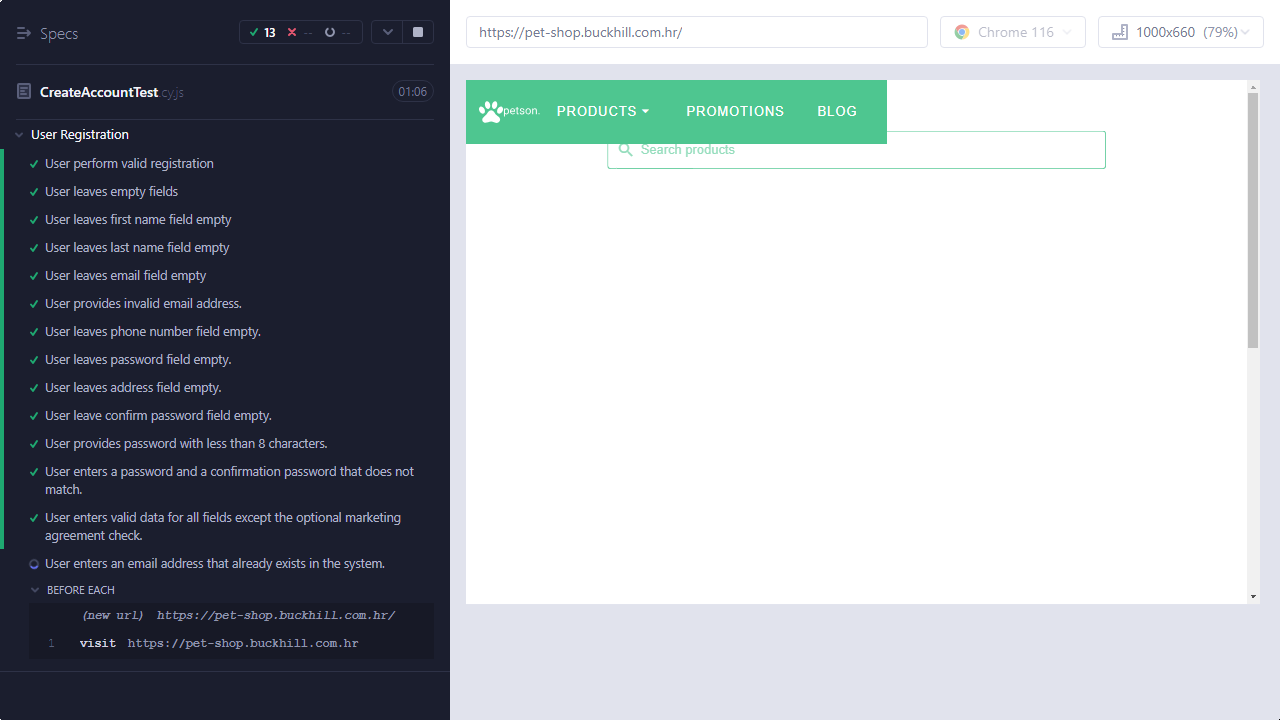 Specs
13 -- --
CreateAccountTest.cy.js 01:06
User Registration
User perform valid registration
User leaves empty fields
User leaves first name field empty
User leaves last name field empty
User leaves email field empty
User provides invalid email address.
User leaves phone number field empty.
User leaves password field empty.
User leaves address field empty.
User leave confirm password field empty.
User provides password with less than 8 characters.
User enters a password and a confirmation password that does not
match.
User enters valid data for all fields except the optional marketing
agreement check.
User enters an email address that already exists in the system.
BEFORE EACH
(new url) https://pet-shop.buckhill.com.hr/
1 visit https://pet-shop.buckhill.com.hr
https://pet-shop.buckhill.com.hr/ Chrome 116 1000x660 (79%)
petson. PRODUCTS PROMOTIONS BLOG
Search products